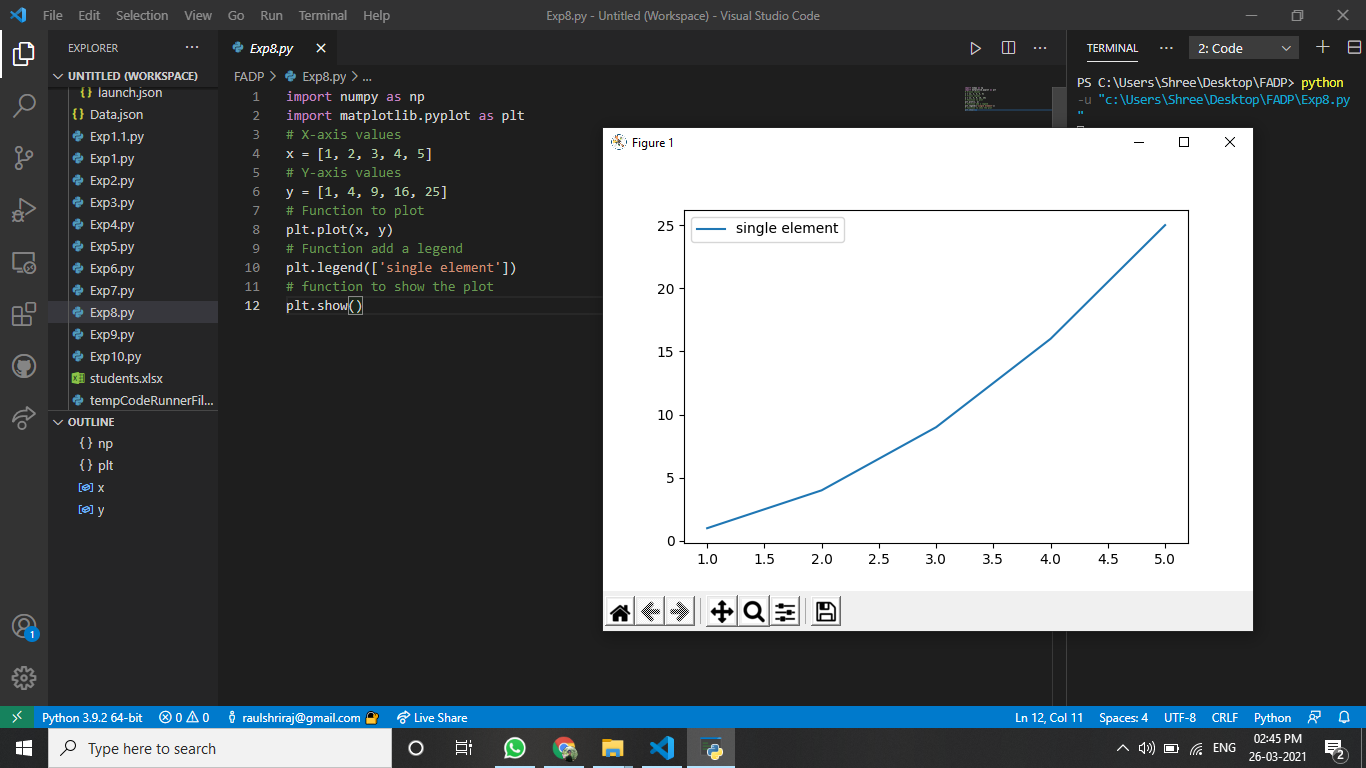 File Edit Selection View Go Run Terminal Help
Exp8.py - Untitled (Workspace) - Visual Studio Code
EXPLORER
UNTITLED (WORKSPACE)
launch.json
Data.json
Exp1.1.py
Exp1.py
Exp2.py
Exp3.py
Exp4.py
Exp5.py
Exp6.py
Exp7.py
Exp8.py
Exp9.py
Exp10.py
students.xlsx
tempCodeRunnerFil...
OUTLINE
np
plt
x
y
Exp8.py
FADP > Exp8.py > ...
1 import numpy as np
2 import matplotlib.pyplot as plt
3 # X-axis values
4 x = [1, 2, 3, 4, 5]
5 # Y-axis values
6 y = [1, 4, 9, 16, 25]
7 # Function to plot
8 plt.plot(x, y)
9 # Function add a legend
10 plt.legend(['single element'])
11 # function to show the plot
12 plt.show()
TERMINAL
2: Code
PS C:\Users\Shree\Desktop\FADP> python
-u "c:\Users\Shree\Desktop\FADP\Exp8.py
"
Figure 1
single element
25
20
15
10
5
0
1.0 1.5 2.0 2.5 3.0 3.5 4.0 4.5 5.0
1
Python 3.9.2 64-bit
0 0
raulshriraj@gmail.com
Live Share
Ln 12, Col 11
Spaces: 4
UTF-8
CRLF
Python
Type here to search
ENG
02:45 PM
26-03-2021
2